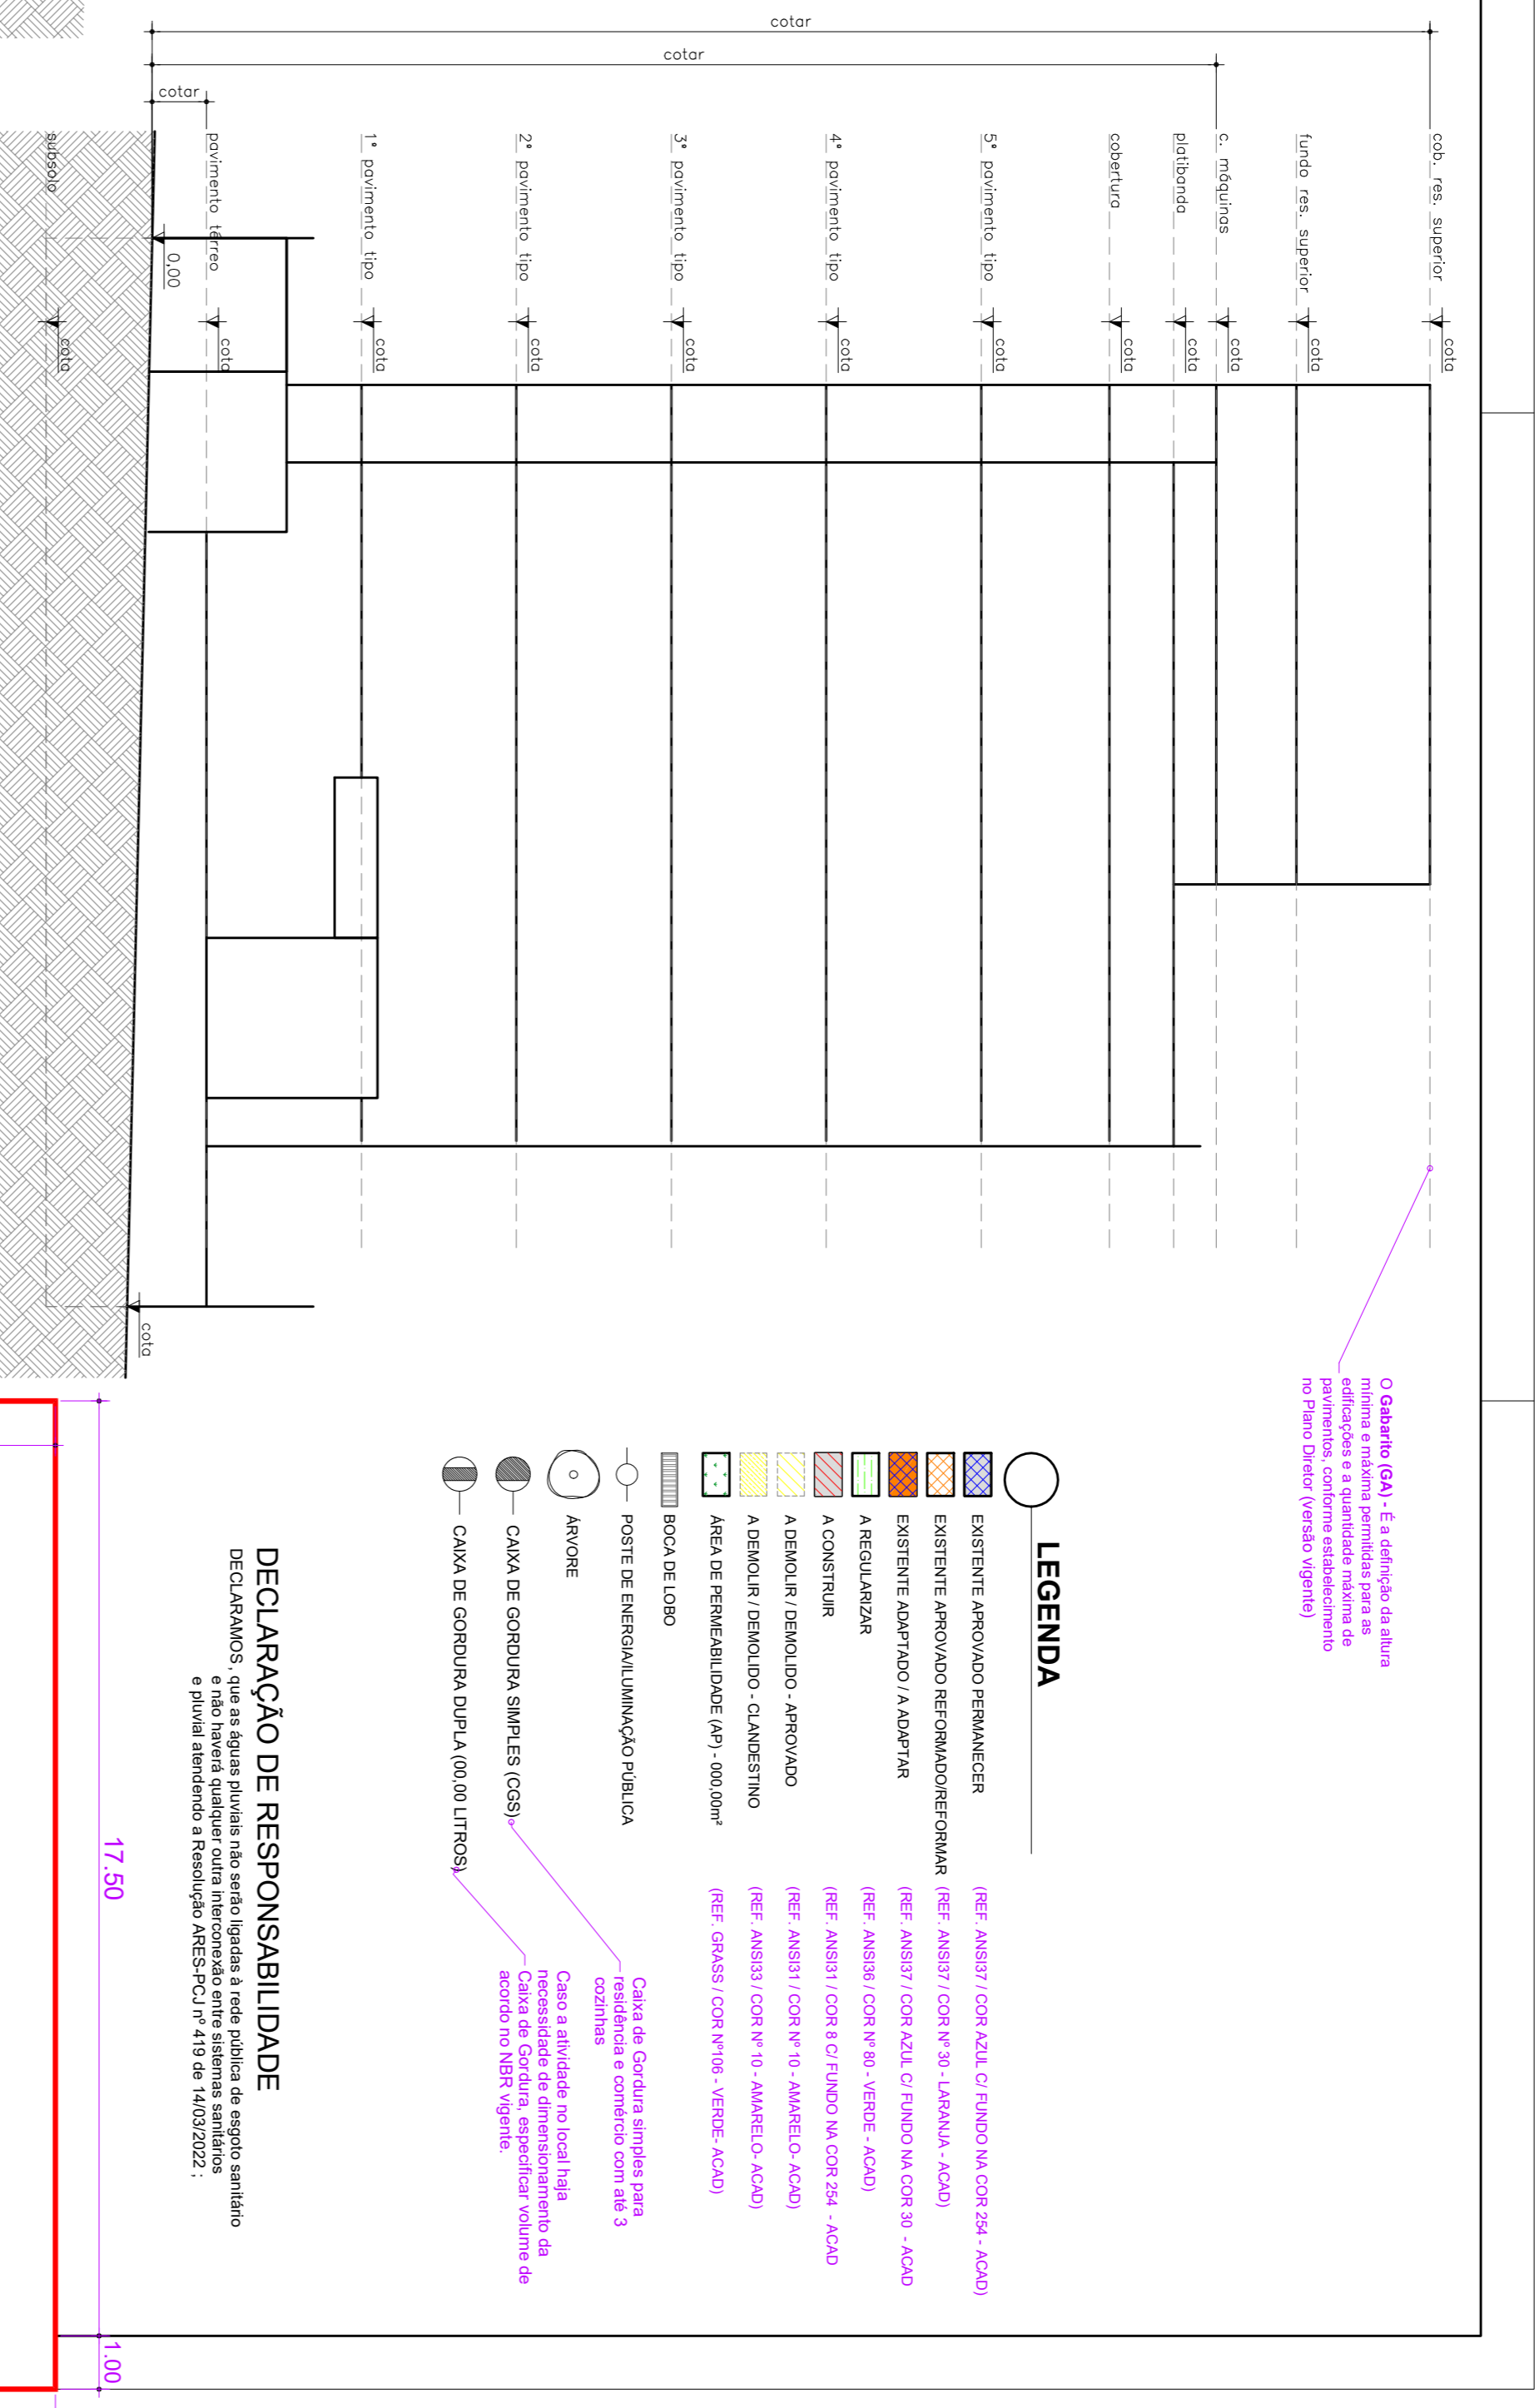 cotar
cotar
cotar
cob. res. superior
cota
fundo res. superior
cota
c. máquinas
cota
platibanda
cota
cobertura
cota
5° pavimento tipo
cota
4° pavimento tipo
cota
3° pavimento tipo
cota
2° pavimento tipo
cota
1° pavimento tipo
cota
pavimento térreo
cota
0,00
subsolo
cota
cota
O Gabarito (GA) - É a definição da altura
mínima e máxima permitidas para as
edificações e a quantidade máxima de
pavimentos, conforme estabelecimento
no Plano Diretor (versão vigente)
LEGENDA
EXISTENTE APROVADO PERMANECER
(REF. ANSI37 / COR AZUL C/ FUNDO NA COR 254 - ACAD)
EXISTENTE APROVADO REFORMADO/REFORMAR
(REF. ANSI37 / COR Nº 30 - LARANJA - ACAD)
EXISTENTE ADAPTADO / A ADAPTAR
(REF. ANSI37 / COR AZUL C/ FUNDO NA COR 30 - ACAD
A REGULARIZAR
(REF. ANSI36 / COR Nº 80 - VERDE - ACAD)
A CONSTRUIR
(REF. ANSI31 / COR 8 C/ FUNDO NA COR 254 - ACAD
A DEMOLIR / DEMOLIDO - APROVADO
(REF. ANSI31 / COR Nº 10 - AMARELO- ACAD)
A DEMOLIR / DEMOLIDO - CLANDESTINO
(REF. ANSI33 / COR Nº 10 - AMARELO- ACAD)
ÁREA DE PERMEABILIDADE (AP) - 000,00m²
(REF. GRASS / COR Nº106 - VERDE- ACAD)
BOCA DE LOBO
POSTE DE ENERGIA/ILUMINAÇÃO PÚBLICA
ÁRVORE
CAIXA DE GORDURA SIMPLES (CGS)
Caixa de Gordura simples para
residência e comércio com até 3
cozinhas
CAIXA DE GORDURA DUPLA (00,00 LITROS)
Caso a atividade no local haja
necessidade de dimensionamento da
Caixa de Gordura, especificar volume de
acordo no NBR vigente.
DECLARAÇÃO DE RESPONSABILIDADE
DECLARAMOS, que as águas pluviais não serão ligadas à rede pública de esgoto sanitário
e não haverá qualquer outra interconexão entre sistemas sanitários
e pluvial atendendo a Resolução ARES-PCJ nº 419 de 14/03/2022 ;
17.50
1.00